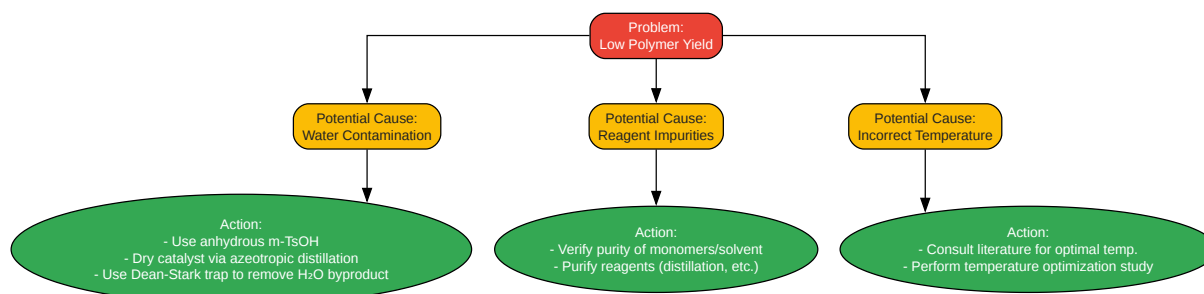 Problem:
Low Polymer Yield
Potential Cause:
Water Contamination
Potential Cause:
Reagent Impurities
Potential Cause:
Incorrect Temperature
Action:
- Use anhydrous m-TsOH
- Dry catalyst via azeotropic distillation
- Use Dean-Stark trap to remove H₂O byproduct
Action:
- Verify purity of monomers/solvent
- Purify reagents (distillation, etc.)
Action:
- Consult literature for optimal temp.
- Perform temperature optimization study